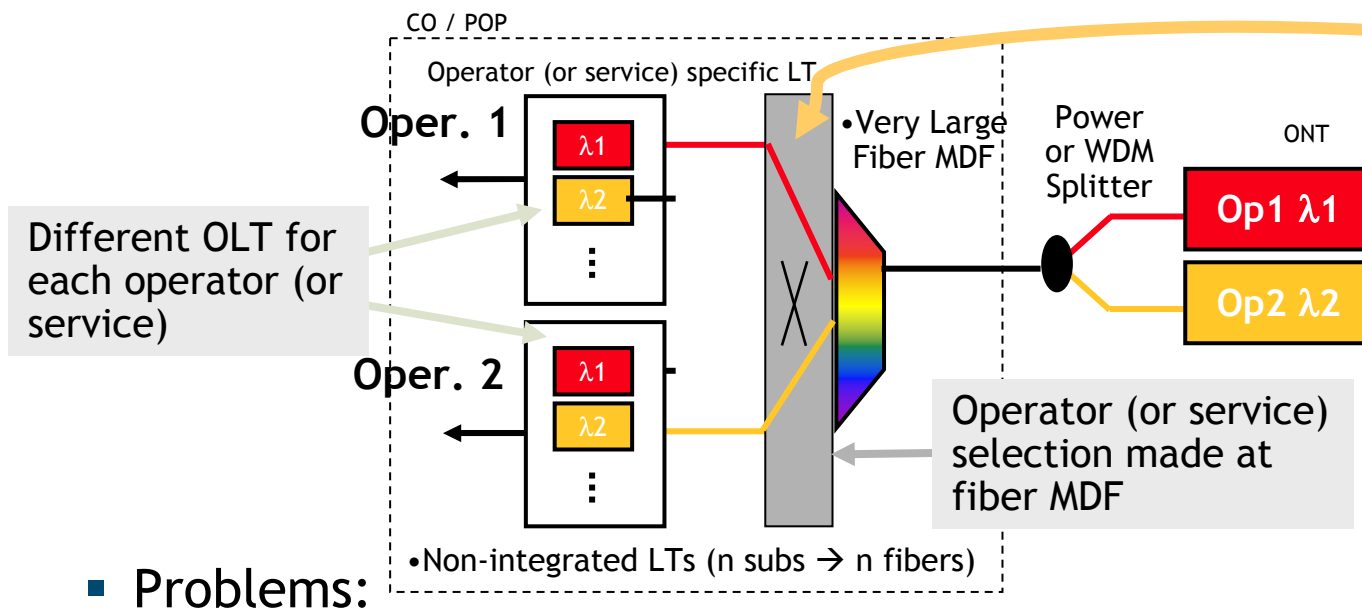 CO / POP
Operator (or service) specific LT
Oper. 1
λ1
λ2
⋮
•Very Large
Fiber MDF
Power
or WDM
Splitter
ONT
Op1 λ1
Op2 λ2
Different OLT for
each operator (or
service)
Oper. 2
λ1
λ2
⋮
Operator (or service)
selection made at
fiber MDF
•Non-integrated LTs (n subs → n fibers)
▪ Problems: